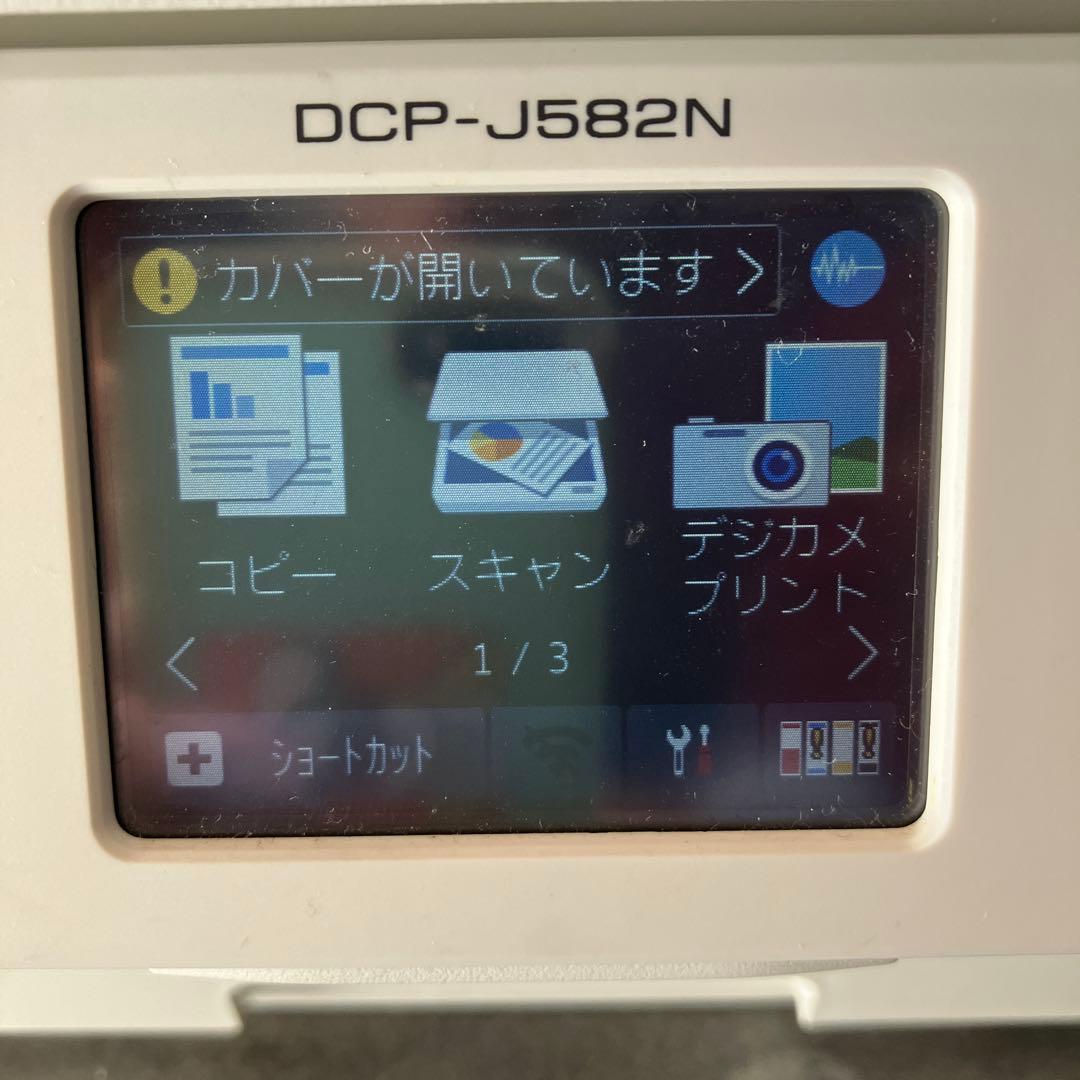 DCP-J582N
カバーが開いています
コピー
スキャン
デジカメ
プリント
1 / 3
ショートカット